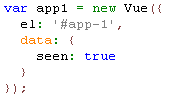 var app1 = new Vue({
  el: '#app-1',
  data: {
    seen: true
  }
});